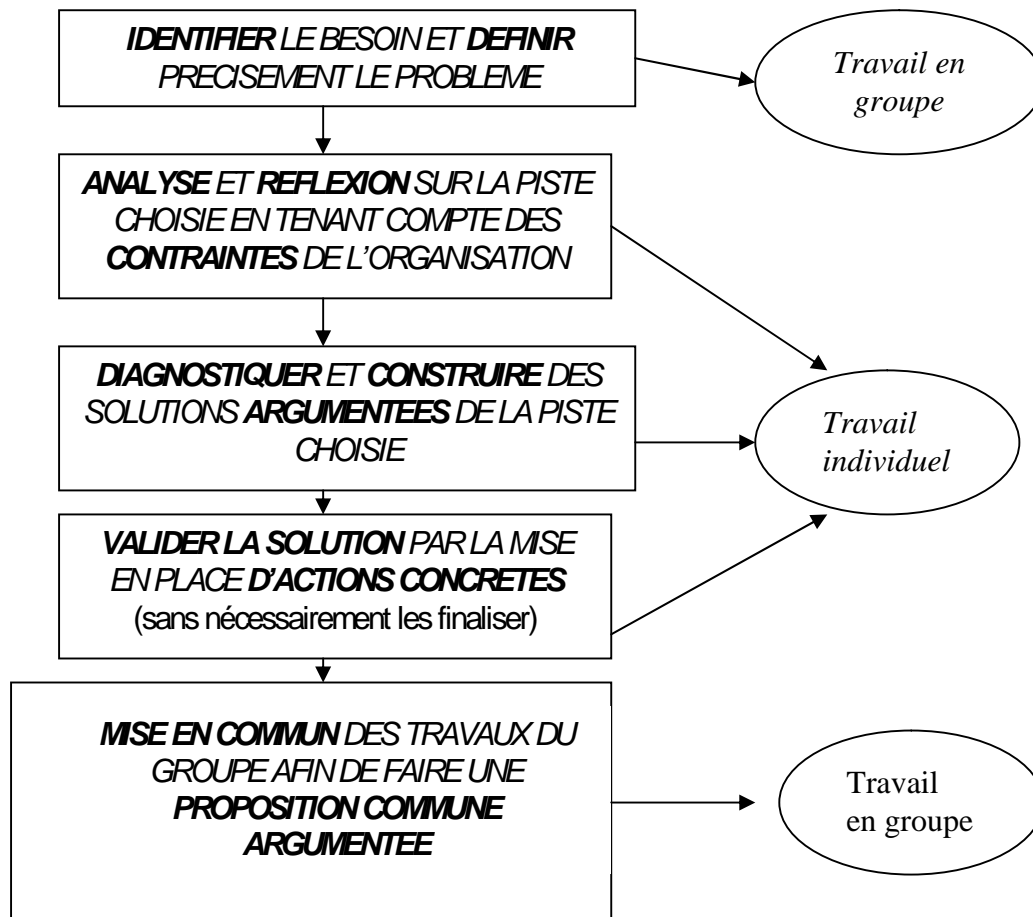 IDENTIFIER LE BESOIN ET DEFINIR
PRECISEMENT LE PROBLEME
Travail en
groupe
ANALYSE ET REFLEXION SUR LA PISTE
CHOISIE EN TENANT COMPTE DES
CONTRAINTES DE L'ORGANISATION
DIAGNOSTIQUER ET CONSTRUIRE DES
SOLUTIONS ARGUMENTEES DE LA PISTE
CHOISIE
Travail
individuel
VALIDER LA SOLUTION PAR LA MISE
EN PLACE D'ACTIONS CONCRETES
(sans nécessairement les finaliser)
MISE EN COMMUN DES TRAVAUX DU
GROUPE AFIN DE FAIRE UNE
PROPOSITION COMMUNE
ARGUMENTEE
Travail
en groupe